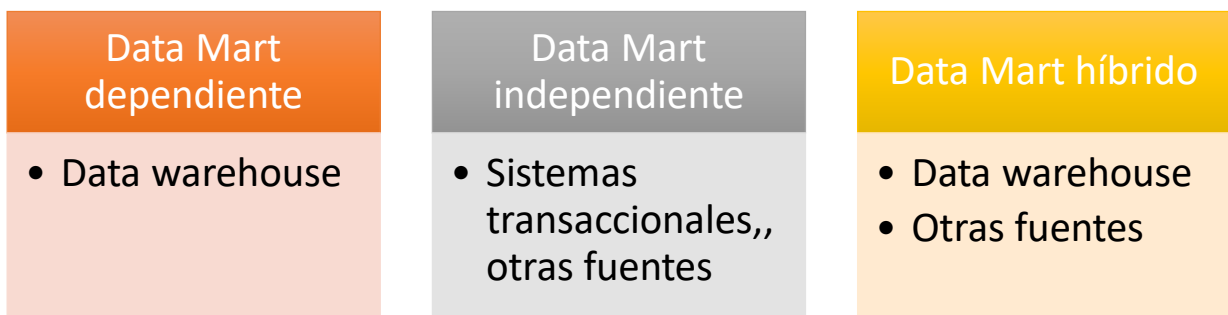 Data Mart
dependiente
• Data warehouse
Data Mart
independiente
• Sistemas
transaccionales,,
otras fuentes
Data Mart híbrido
• Data warehouse
• Otras fuentes